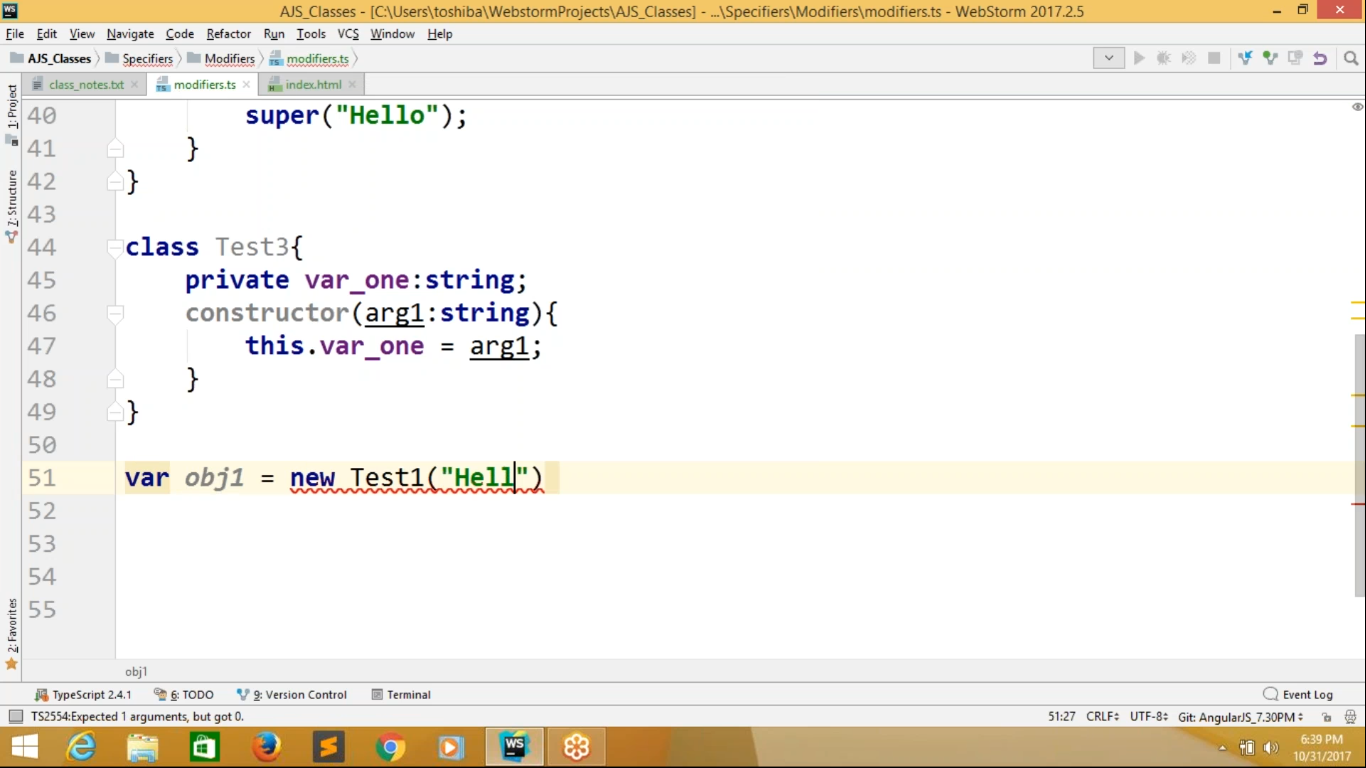 AJS_Classes - [C:\Users\toshiba\WebstormProjects\AJS_Classes] - ...\Specifiers\Modifiers\modifiers.ts - WebStorm 2017.2.5
File Edit View Navigate Code Refactor Run Tools VCS Window Help
AJS_Classes Specifiers Modifiers modifiers.ts
class_notes.txt modifiers.ts index.html
1: Project
7: Structure
2: Favorites
40 super("Hello");
41 }
42 }
43
44 class Test3{
45 private var_one:string;
46 constructor(arg1:string){
47 this.var_one = arg1;
48 }
49 }
50
51 var obj1 = new Test1("Hell")
52
53
54
55
obj1
TypeScript 2.4.1 6: TODO 9: Version Control Terminal Event Log
TS2554:Expected 1 arguments, but got 0. 51:27 CRLF UTF-8 Git: AngularJS_7.30PM
6:39 PM
10/31/2017